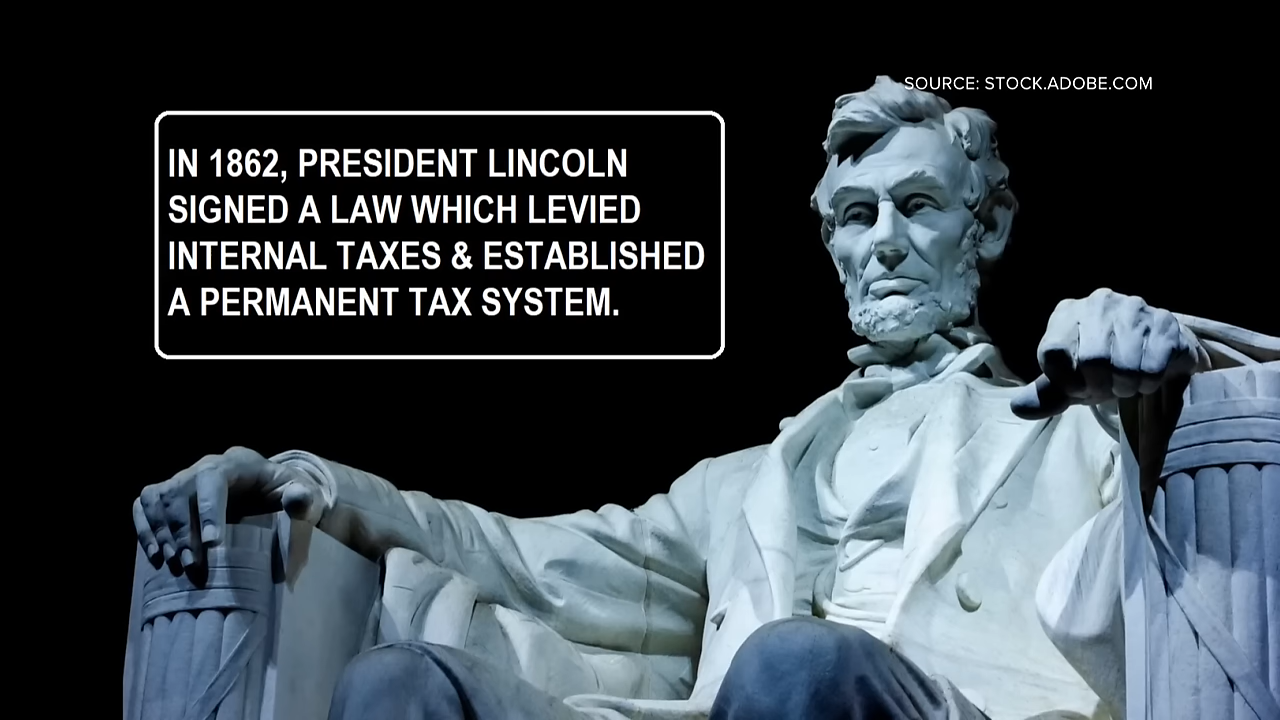 SOURCE: STOCK.ADOBE.COM
IN 1862, PRESIDENT LINCOLN
SIGNED A LAW WHICH LEVIED
INTERNAL TAXES & ESTABLISHED
A PERMANENT TAX SYSTEM.